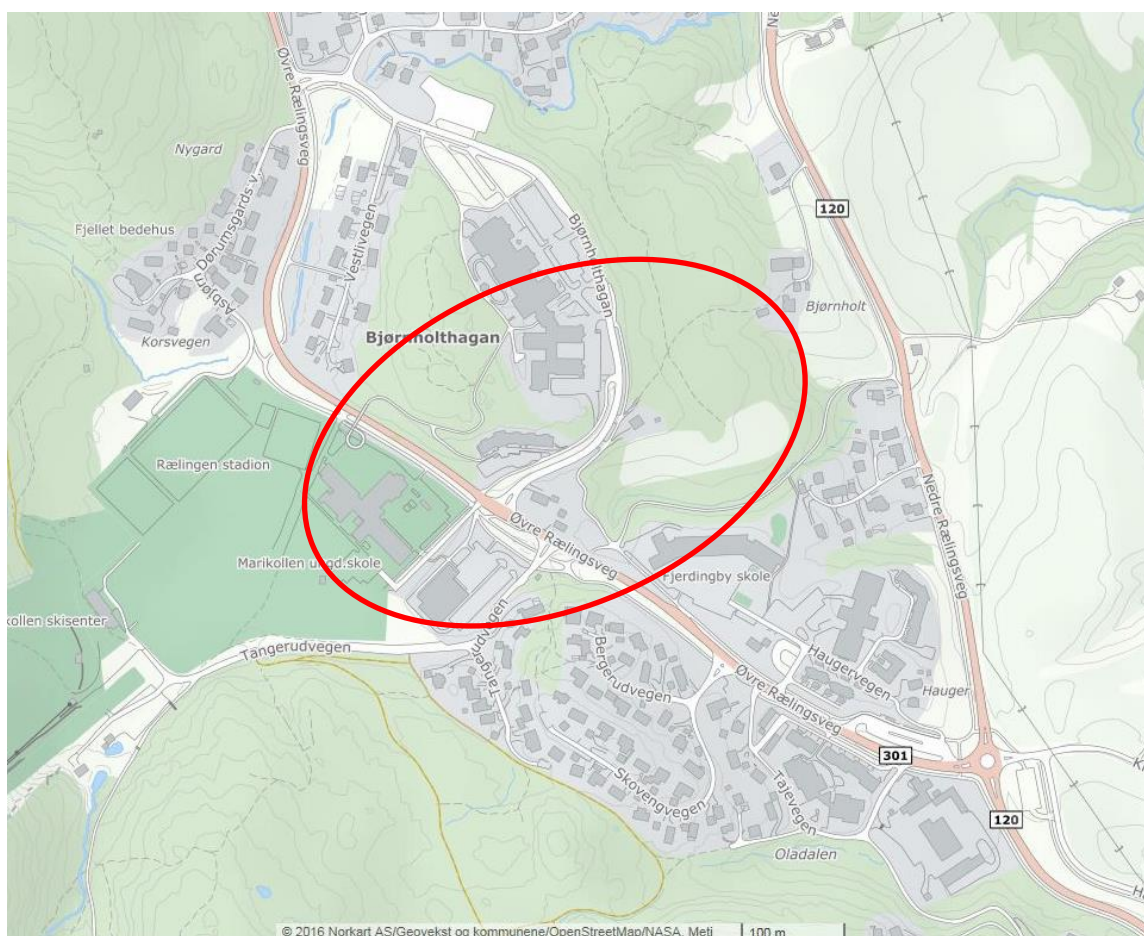 Øvre Rælingsveg
Ne
Nygard
Fjellet bedehus
Asbjørn Dørumsgards v.
Vestlivegen
Korsvegen
Bjørnholthagan
120
Bjørnholt
Bjørnholthagan
Rælingen stadion
Marikollen ungd.skole
kollen skisenter
Øvre Rælingsveg
Fjerdingby skole
Nedre Rælingsveg
Tangerudvegen
Tangerudvegen
Bergerudvegen
Haugervegen
Hauger
Øvre Rælingsveg
301
Skovengvegen
Tajevegen
120
Oladalen
© 2016 Norkart AS/Geovekst og kommunene/OpenStreetMap/NASA, Meti
100 m